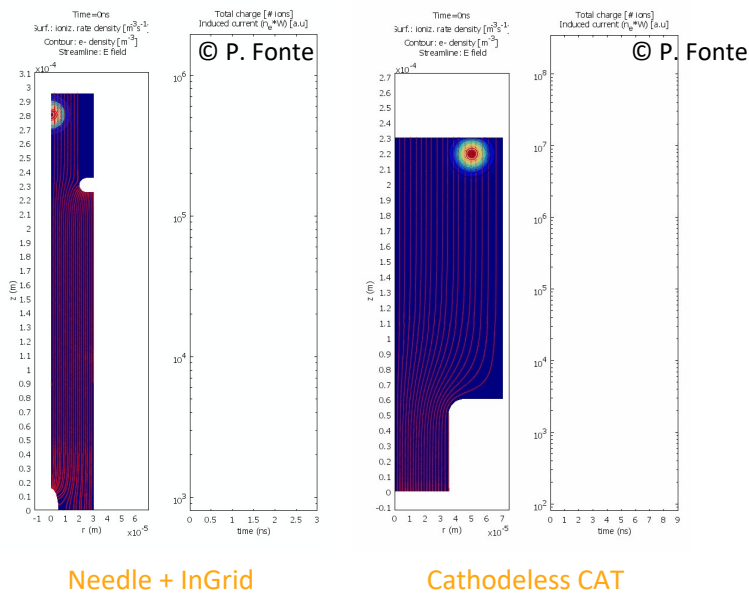 Time=0ns
Surf.: ioniz. rate density [m⁻³s⁻¹]
Contour: e- density [m⁻³]
Streamline: E field
×10⁻⁴
3.1
3
2.9
2.8
2.7
2.6
2.5
2.4
2.3
2.2
2.1
2
1.9
1.8
1.7
1.6
1.5
1.4
1.3
1.2
1.1
1
0.9
0.8
0.7
0.6
0.5
0.4
0.3
0.2
0.1
0
z (m)
-1 0 1 2 3 4 5 6
×10⁻⁵
r (m)
Total charge [# ions]
Induced current (nₑ*W) [a.u]
© P. Fonte
10⁶
10⁵
10⁴
10³
0 0.5 1 1.5 2 2.5 3
time (ns)
Needle + InGrid
Time=0ns
Surf.: ioniz. rate density [m⁻³s⁻¹]
Contour: e- density [m⁻³]
Streamline: E field
×10⁻⁴
2.7
2.6
2.5
2.4
2.3
2.2
2.1
2
1.9
1.8
1.7
1.6
1.5
1.4
1.3
1.2
1.1
1
0.9
0.8
0.7
0.6
0.5
0.4
0.3
0.2
0.1
0
-0.1
z (m)
0 1 2 3 4 5 6 7
×10⁻⁵
r (m)
Total charge [# ions]
Induced current (nₑ*W) [a.u]
© P. Fonte
10⁸
10⁷
10⁶
10⁵
10⁴
10³
10²
0 1 2 3 4 5 6 7 8 9
time (ns)
Cathodeless CAT